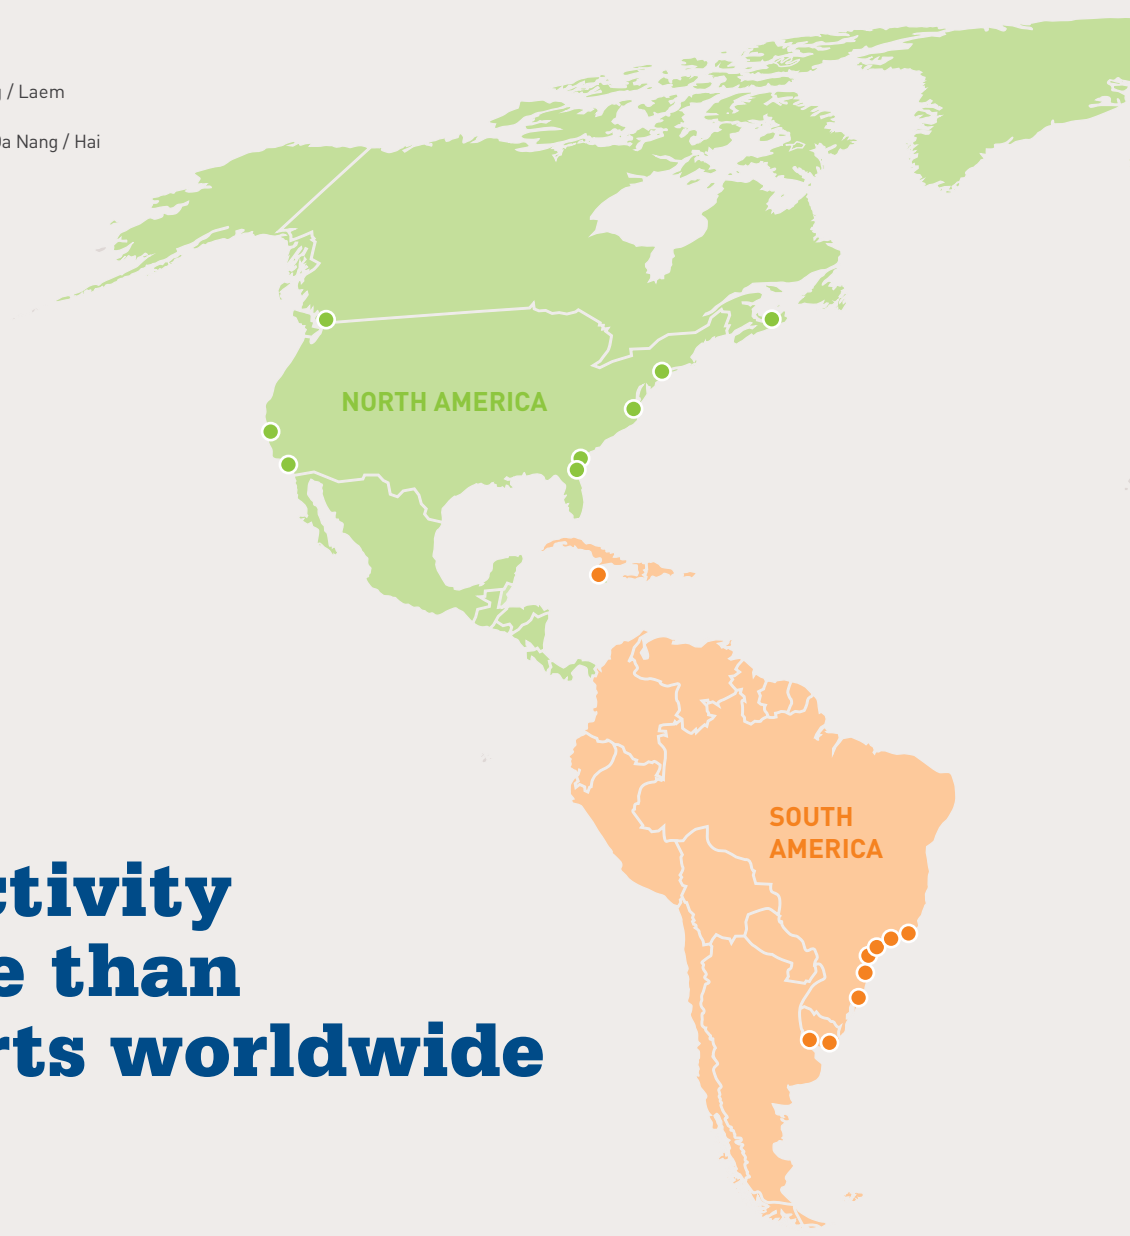 / Laem
Da Nang / Hai
NORTH AMERICA
SOUTH
AMERICA
ctivity
e than
rts worldwide